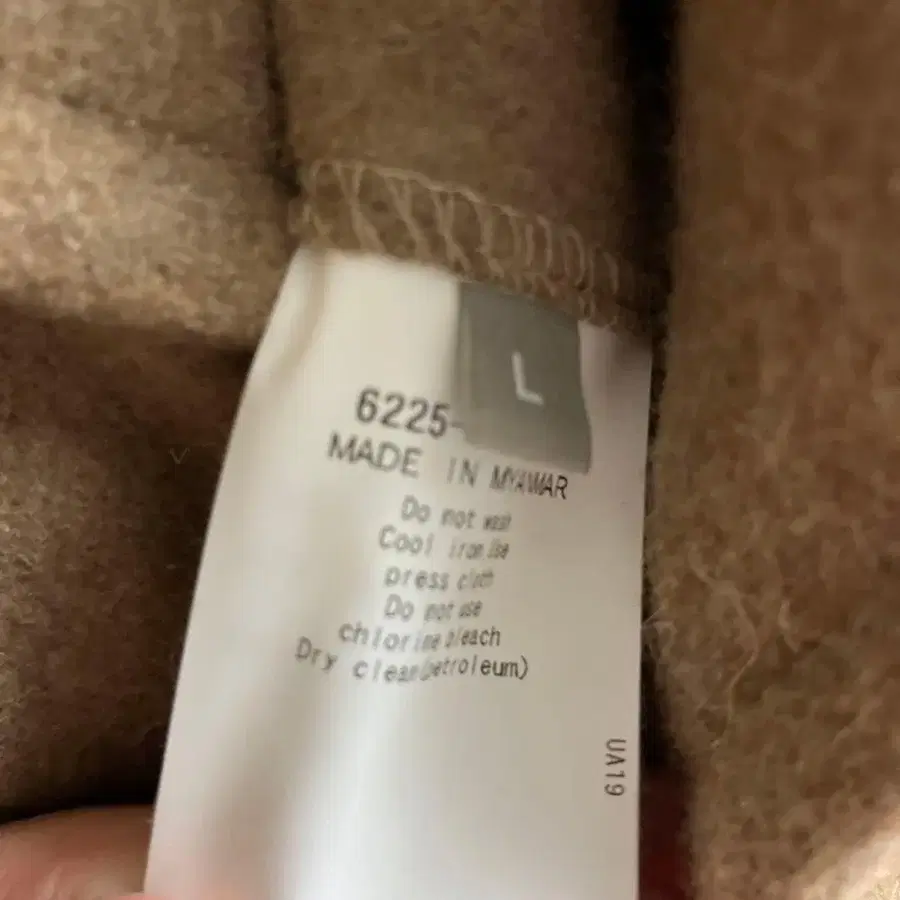 L
6225-
MADE IN MYANMAR
Do not wash
Cool iron Use
press cloth
Do not use
chlorine bleach
Dry clean(petroleum)
UA19